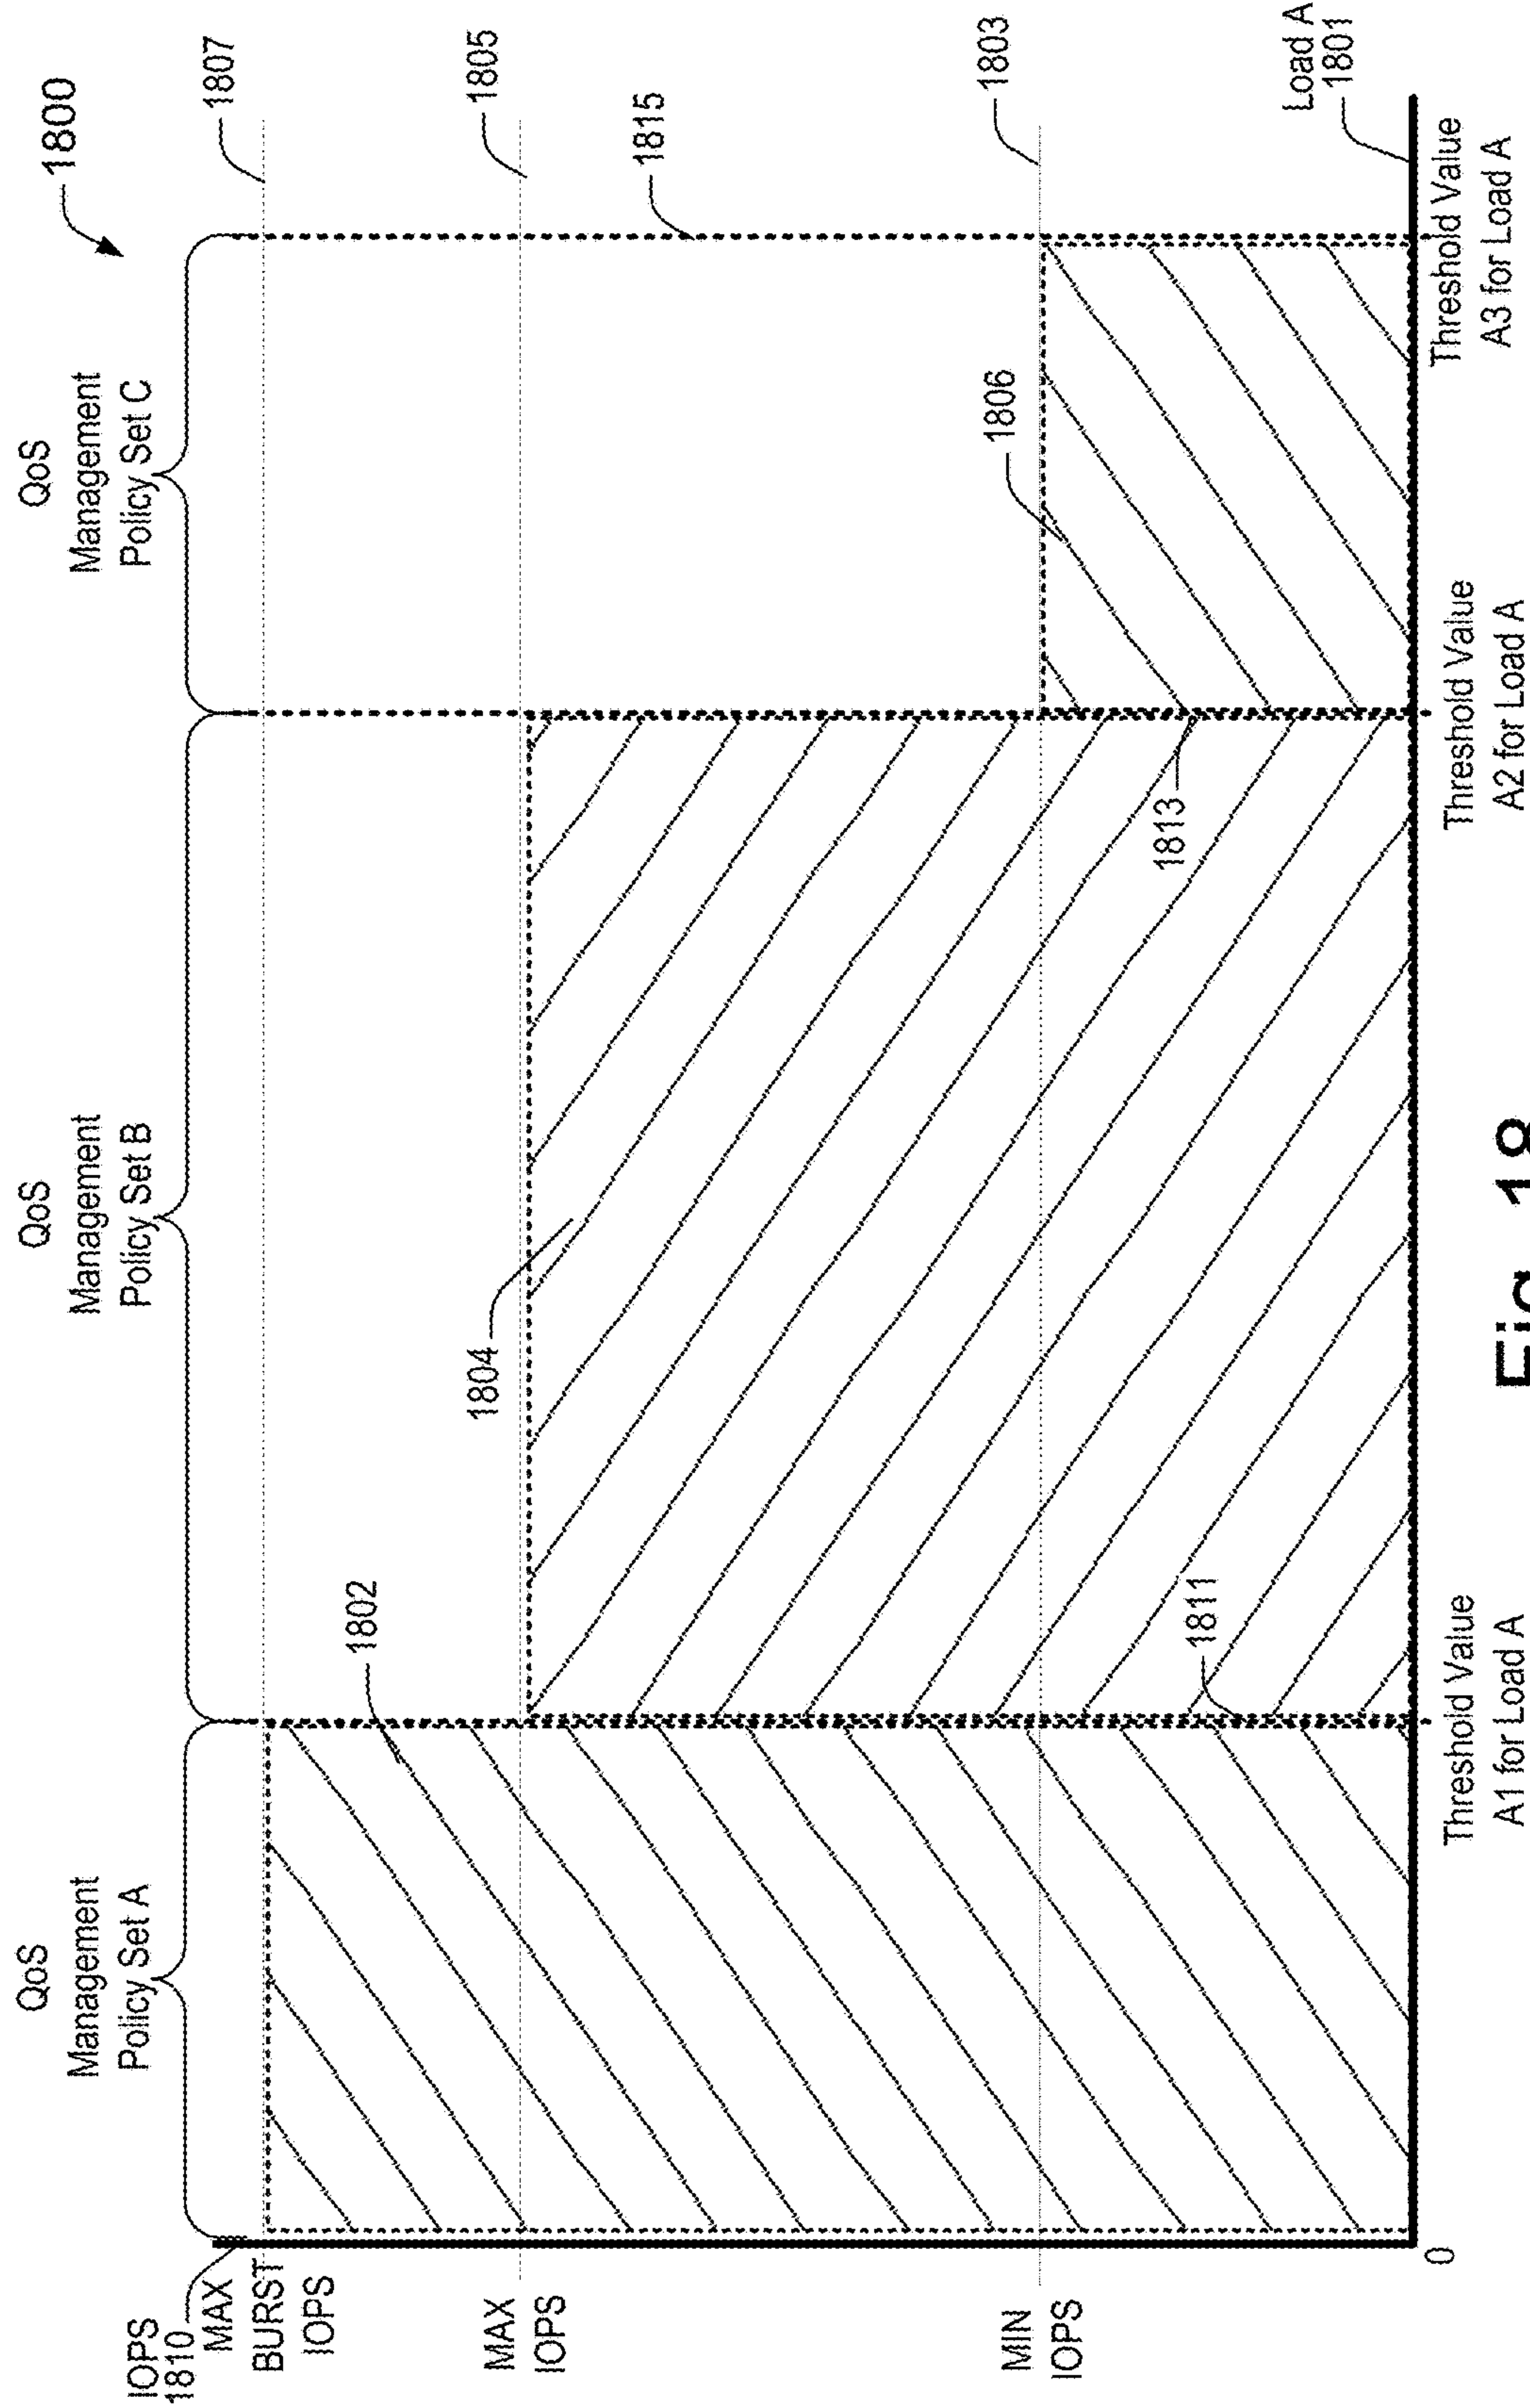 1800
QoS
Management
Policy Set A
QoS
Management
Policy Set B
QoS
Management
Policy Set C
IOPS
1810
MAX
BURST
IOPS
1807
1802
MAX
IOPS
1805
1804
1815
MIN
IOPS
1803
1806
1813
1811
Load A
1801
0
Threshold Value
A1 for Load A
Threshold Value
A2 for Load A
Threshold Value
A3 for Load A
Fig. 18